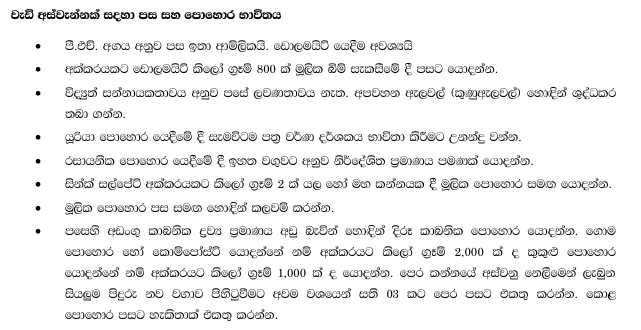 වැඩි අස්වැන්නක් සදහා පස සහ පොහොර භාවිතය
• පී.එච්. අගය අනුව පස ඉතා ආම්ලිකයි. ඩොලමයිට් යෙදීම අවශ්‍යයි
• අක්කරයකට ඩොලමයිට් කිලෝ ග්‍රෑම් 800 ක් මූලික බිම් සැකසීමේ දී පසට යොදන්න.
• විද්‍යුත් සන්නායකතාවය අනුව පසේ ලවණතාවය නැත. අපවහන ඇලවල් (කුණුඇලවල්) හොඳින් ශුද්ධකර
තබා ගන්න.
• යූරියා පොහොර යෙදීමේ දී සැමවිටම පත්‍ර වර්ණ දර්ශකය භාවිතා කිරීමට උනන්දු වන්න.
• රසායනික පොහොර යෙදීමේ දී ඉහත වගුවට අනුව නිර්දේශිත ප්‍රමාණය පමණක් යොදන්න.
• සින්ක් සල්පේට් අක්කරයකට කිලෝ ග්‍රෑම් 2 ක් යල හෝ මහ කන්නයක දී මූලික පොහොර සමඟ යොදන්න.
• මූලික පොහොර පස සමඟ හොඳින් කලවම් කරන්න.
• පසෙහි අඩංගු කාබනික ද්‍රව්‍ය ප්‍රමාණය අඩු බැවින් හොඳින් දිරූ කාබනික පොහොර යොදන්න. ගොම
පොහොර හෝ කොම්පෝස්ට් යොදන්නේ නම් අක්කරයට කිලෝ ග්‍රෑම් 2,000 ක් ද කුකුළු පොහොර
යොදන්නේ නම් අක්කරයට කිලෝ ග්‍රෑම් 1,000 ක් ද යොදන්න. පෙර කන්නයේ අස්වනු නෙලීමෙන් ලැබුන
සියලුම පිදුරු නව වගාව පිහිටුවීමට අවම වශයෙන් සති 03 කට පෙර පසට එකතු කරන්න. කොළ
පොහොර පසට හැකිතාක් එකතු කරන්න.